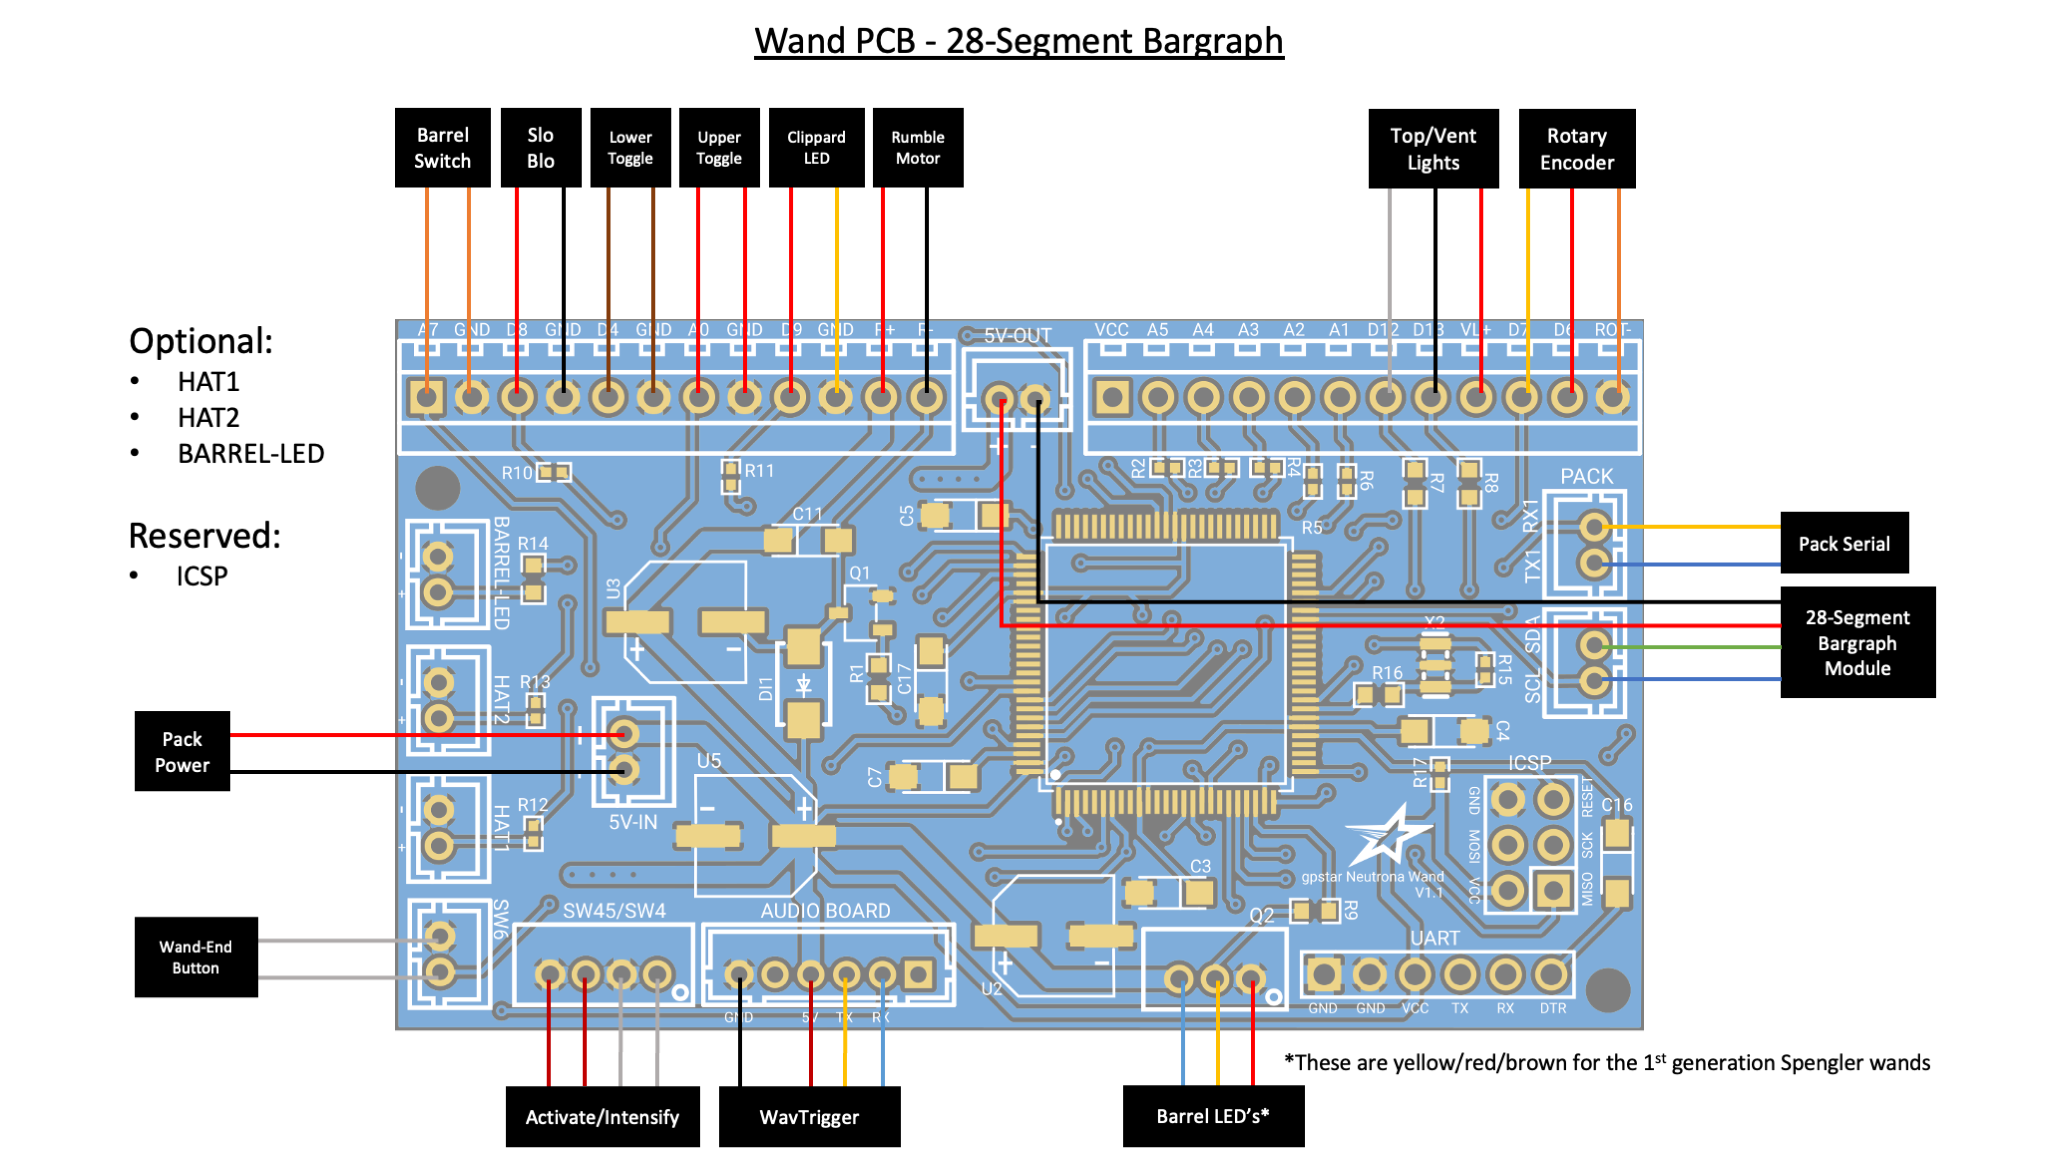 Wand PCB - 28-Segment Bargraph
Barrel
Switch
Slo
Blo
Lower
Toggle
Upper
Toggle
Clippard
LED
Rumble
Motor
Top/Vent
Lights
Rotary
Encoder
Optional:
• HAT1
• HAT2
• BARREL-LED
Reserved:
• ICSP
A7 GND D8 GND D4 GND A0 GND D9 GND R+ R-
5V-OUT
+ -
VCC A5 A4 A3 A2 A1 D12 D13 VL+ D7 D6 ROT-
R10
R11
R2
R3
R4
R6
R7
R8
PACK
RX1
TX1
C5
C11
R5
Pack Serial
BARREL-LED
- +
R14
U3
+ -
Q1
D1
R1
C17
X2
R15
R16
SDA
SCL
28-Segment
Bargraph
Module
HAT2
- +
R13
C4
Pack
Power
5V-IN
U5
- +
C7
R17
ICSP
GND
MOSI
VCC
RESET
SCK
MISO
C16
HAT1
- +
R12
gpstar Neutrona Wand
V1.1
C3
Q2
R9
U2
+ -
SW6
SW45/SW4
AUDIO BOARD
GND 5V TX RX
UART
GND GND VCC TX RX DTR
Wand-End
Button
*These are yellow/red/brown for the 1st generation Spengler wands
Activate/Intensify
WavTrigger
Barrel LED's*